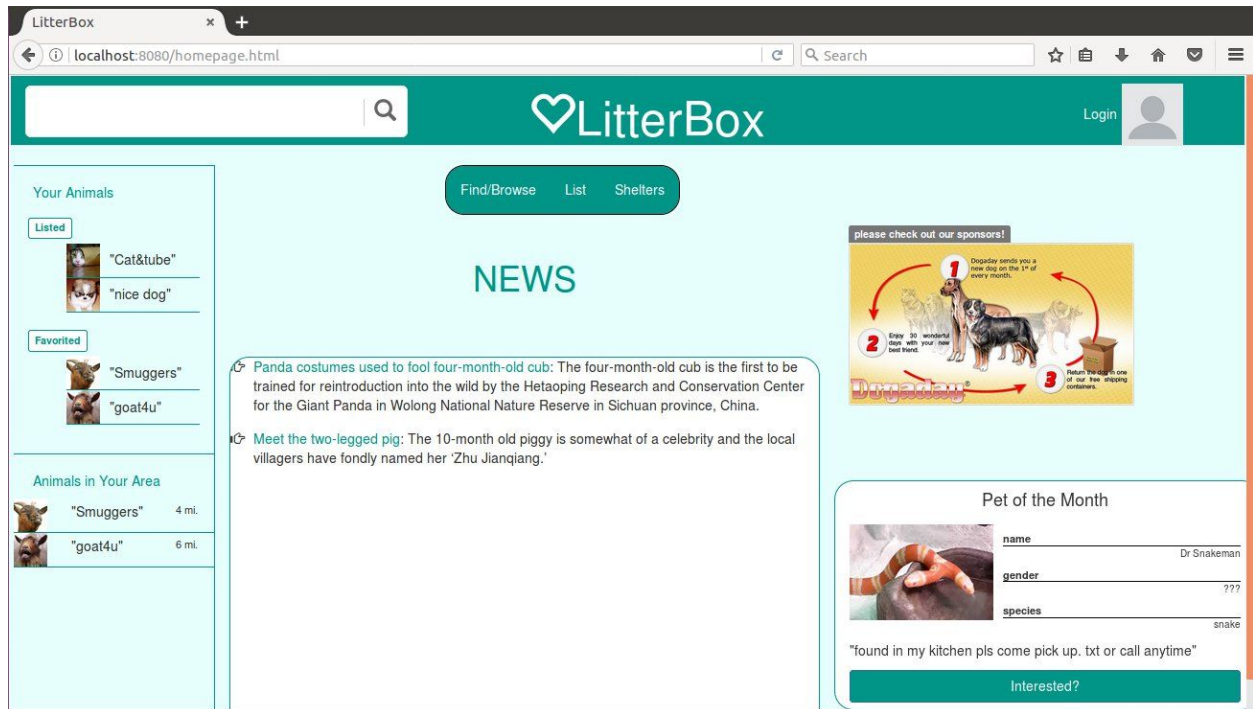 LitterBox
localhost:8080/homepage.html
Search
LitterBox
Login
Find/Browse List Shelters
Your Animals
Listed
"Cat&tube"
"nice dog"
Favorited
"Smuggers"
"goat4u"
Animals in Your Area
"Smuggers" 4 mi.
"goat4u" 6 mi.
NEWS
Panda costumes used to fool four-month-old cub: The four-month-old cub is the first to be
trained for reintroduction into the wild by the Hetaoping Research and Conservation Center
for the Giant Panda in Wolong National Nature Reserve in Sichuan province, China.
Meet the two-legged pig: The 10-month old piggy is somewhat of a celebrity and the local
villagers have fondly named her ‘Zhu Jianqiang.’
please check out our sponsors!
1
Dogaday sends you a
new dog on the 1st of
every month.
2
Enjoy 30 wonderful
days with your new
best friend.
3
Return the dog in one
of our free shipping
containers.
Dogaday®
Pet of the Month
name
Dr Snakeman
gender
???
species
snake
"found in my kitchen pls come pick up. txt or call anytime"
Interested?